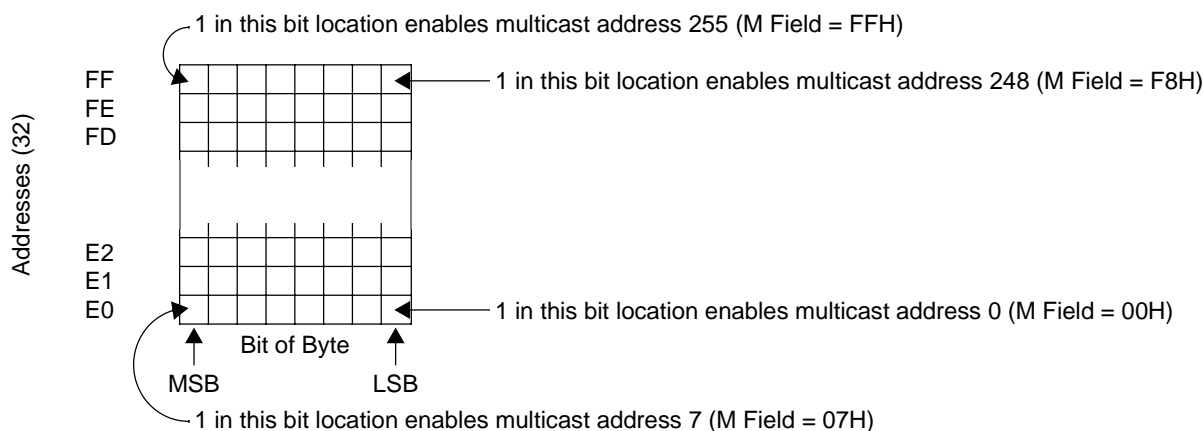 1 in this bit location enables multicast address 255 (M Field = FFH)
FF
1 in this bit location enables multicast address 248 (M Field = F8H)
FE
FD
Addresses (32)
E2
E1
E0
1 in this bit location enables multicast address 0 (M Field = 00H)
Bit of Byte
MSB
LSB
1 in this bit location enables multicast address 7 (M Field = 07H)